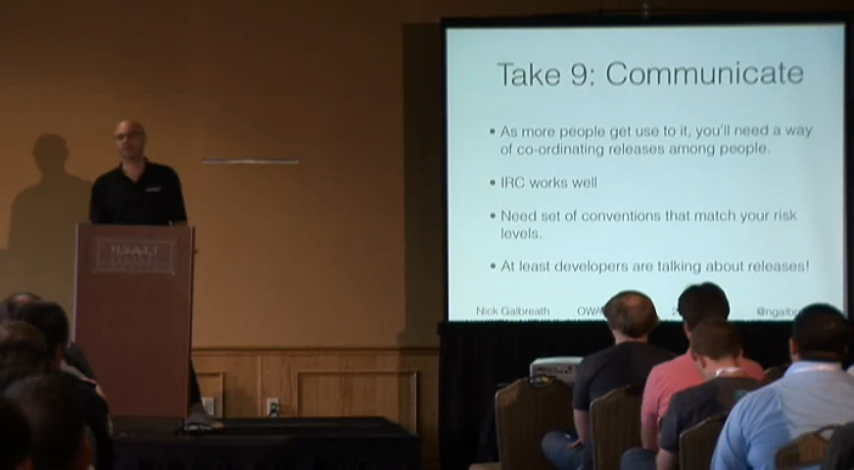 Take 9: Communicate
• As more people get use to it, you'll need a way
of co-ordinating releases among people.
• IRC works well
• Need set of conventions that match your risk
levels.
• At least developers are talking about releases!
Nick Galbreath
HYATT